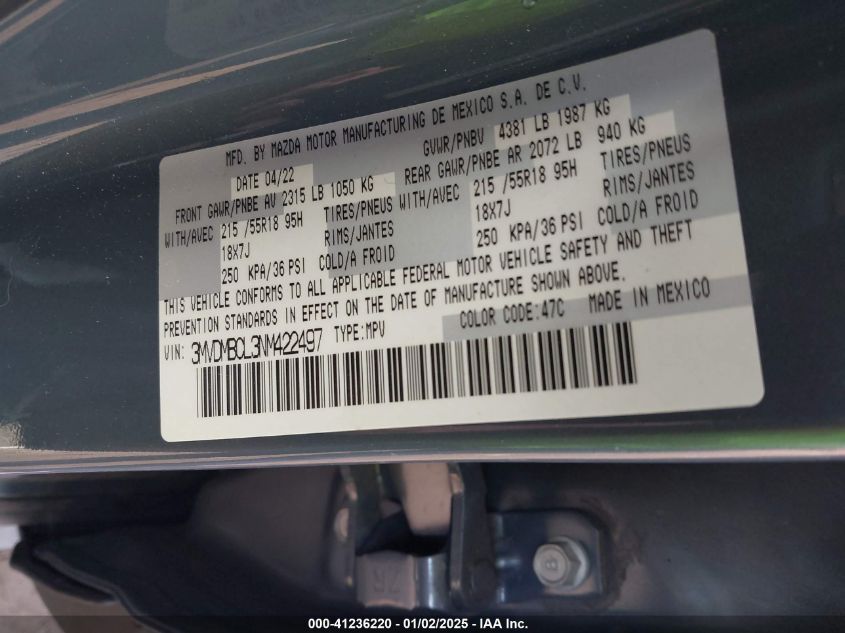 MFD. BY MAZDA MOTOR MANUFACTURING DE MEXICO S.A. DE C.V.
DATE 04/22 GVWR/PNBV 4381 LB 1987 KG
FRONT GAWR/PNBE AV 2315 LB 1050 KG REAR GAWR/PNBE AR 2072 LB 940 KG
WITH/AVEC 215 /55R18 95H TIRES/PNEUS WITH/AVEC 215 /55R18 95H TIRES/PNEUS
18X7J RIMS/JANTES 18X7J RIMS/JANTES
250 KPA/36 PSI COLD/A FROID 250 KPA/36 PSI COLD/A FROID
THIS VEHICLE CONFORMS TO ALL APPLICABLE FEDERAL MOTOR VEHICLE SAFETY AND THEFT
PREVENTION STANDARDS IN EFFECT ON THE DATE OF MANUFACTURE SHOWN ABOVE.
VIN: 3MVDMBCL3NM422497 TYPE:MPV COLOR CODE:47C MADE IN MEXICO
000-41236220 - 01/02/2025 - IAA Inc.